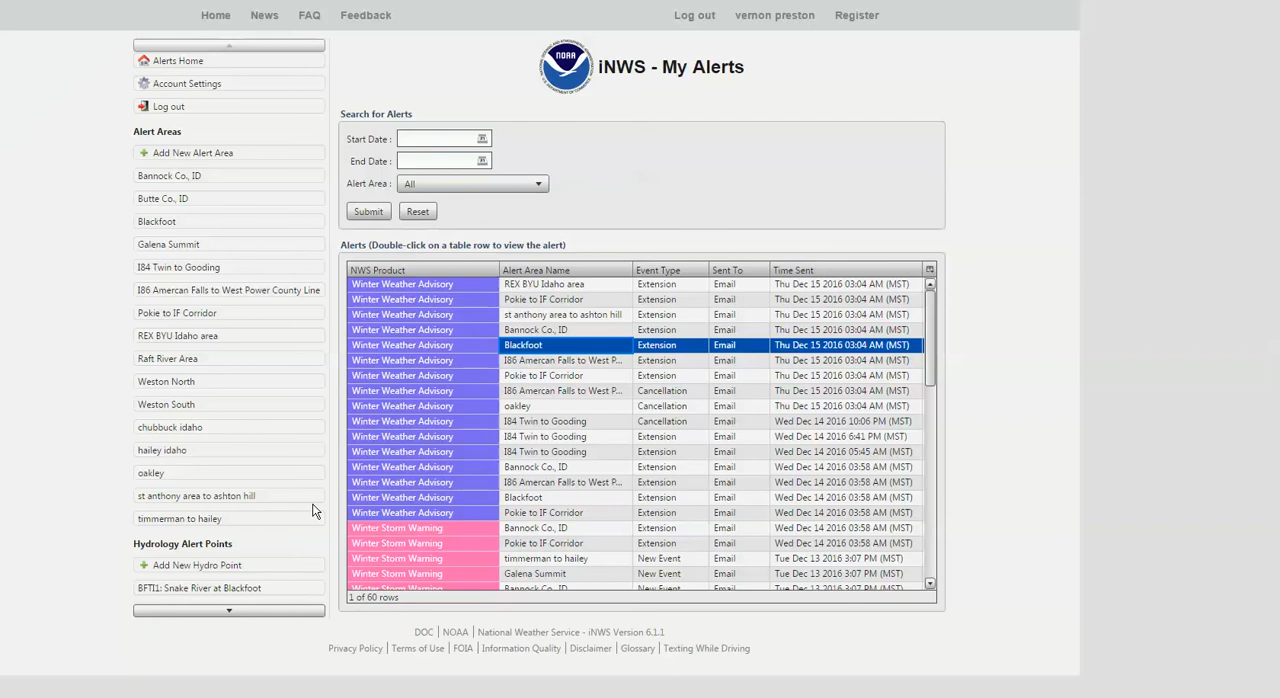 Home News FAQ Feedback Log out vernon preston Register
Alerts Home
Account Settings
Log out
Alert Areas
Add New Alert Area
Bannock Co., ID
Butte Co., ID
Blackfoot
Galena Summit
I84 Twin to Gooding
I86 Amercan Falls to West Power County Line
Pokie to IF Corridor
REX BYU Idaho area
Raft River Area
Weston North
Weston South
chubbuck idaho
hailey idaho
oakley
st anthony area to ashton hill
timmerman to hailey
Hydrology Alert Points
Add New Hydro Point
BFTI1: Snake River at Blackfoot
NOAA
iNWS - My Alerts
Search for Alerts
Start Date :
End Date :
Alert Area : All
Submit Reset
Alerts (Double-click on a table row to view the alert)
NWS Product Alert Area Name Event Type Sent To Time Sent
Winter Weather Advisory REX BYU Idaho area Extension Email Thu Dec 15 2016 03:04 AM (MST)
Winter Weather Advisory Pokie to IF Corridor Extension Email Thu Dec 15 2016 03:04 AM (MST)
Winter Weather Advisory st anthony area to ashton hill Extension Email Thu Dec 15 2016 03:04 AM (MST)
Winter Weather Advisory Bannock Co., ID Extension Email Thu Dec 15 2016 03:04 AM (MST)
Winter Weather Advisory Blackfoot Extension Email Thu Dec 15 2016 03:04 AM (MST)
Winter Weather Advisory I86 Amercan Falls to West P... Extension Email Thu Dec 15 2016 03:04 AM (MST)
Winter Weather Advisory Pokie to IF Corridor Extension Email Thu Dec 15 2016 03:04 AM (MST)
Winter Weather Advisory I86 Amercan Falls to West P... Cancellation Email Thu Dec 15 2016 03:04 AM (MST)
Winter Weather Advisory oakley Cancellation Email Thu Dec 15 2016 03:04 AM (MST)
Winter Weather Advisory I84 Twin to Gooding Cancellation Email Wed Dec 14 2016 10:06 PM (MST)
Winter Weather Advisory I84 Twin to Gooding Extension Email Wed Dec 14 2016 6:41 PM (MST)
Winter Weather Advisory I84 Twin to Gooding Extension Email Wed Dec 14 2016 05:45 AM (MST)
Winter Weather Advisory Bannock Co., ID Extension Email Wed Dec 14 2016 03:58 AM (MST)
Winter Weather Advisory I86 Amercan Falls to West P... Extension Email Wed Dec 14 2016 03:58 AM (MST)
Winter Weather Advisory Blackfoot Extension Email Wed Dec 14 2016 03:58 AM (MST)
Winter Weather Advisory Pokie to IF Corridor Extension Email Wed Dec 14 2016 03:58 AM (MST)
Winter Storm Warning Bannock Co., ID Extension Email Wed Dec 14 2016 03:58 AM (MST)
Winter Storm Warning Pokie to IF Corridor Extension Email Wed Dec 14 2016 03:58 AM (MST)
Winter Storm Warning timmerman to hailey New Event Email Tue Dec 13 2016 3:07 PM (MST)
Winter Storm Warning Galena Summit New Event Email Tue Dec 13 2016 3:07 PM (MST)
Winter Storm Warning Bannock Co., ID New Event Email Tue Dec 13 2016 3:07 PM (MST)
1 of 60 rows
DOC | NOAA | National Weather Service - iNWS Version 6.1.1
Privacy Policy | Terms of Use | FOIA | Information Quality | Disclaimer | Glossary | Texting While Driving